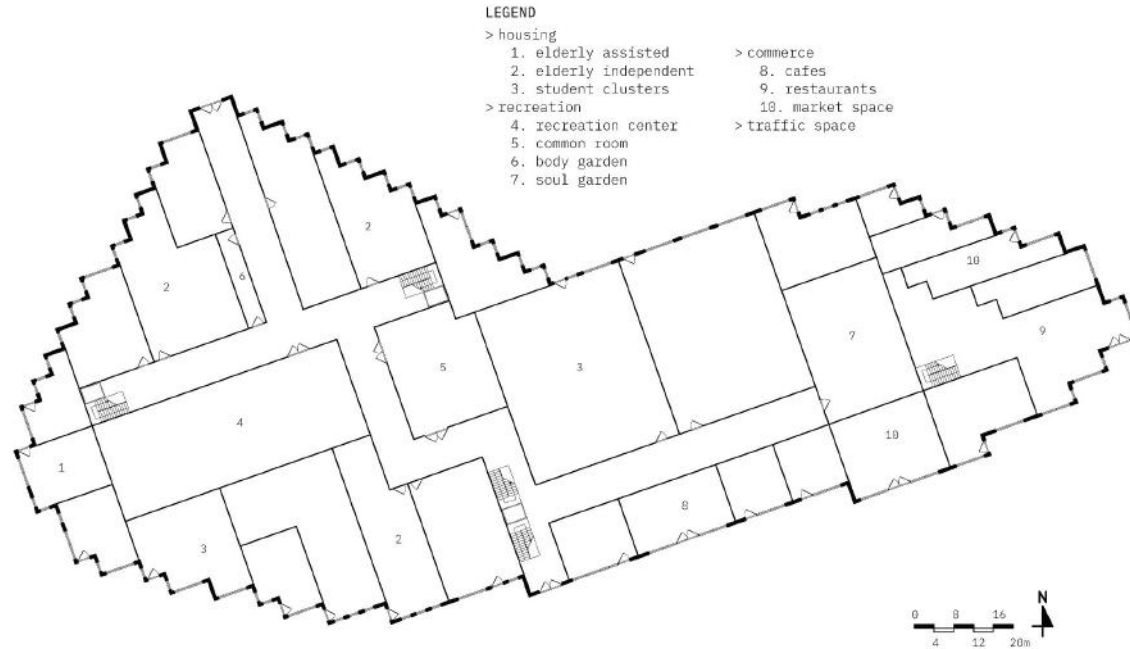 LEGEND
> housing
1. elderly assisted
2. elderly independent
3. student clusters
> recreation
4. recreation center
5. common room
6. body garden
7. soul garden
> commerce
8. cafes
9. restaurants
10. market space
> traffic space
2
10
2
6
9
7
5
3
4
10
1
8
2
3
N
0 8 16
4 12 20m